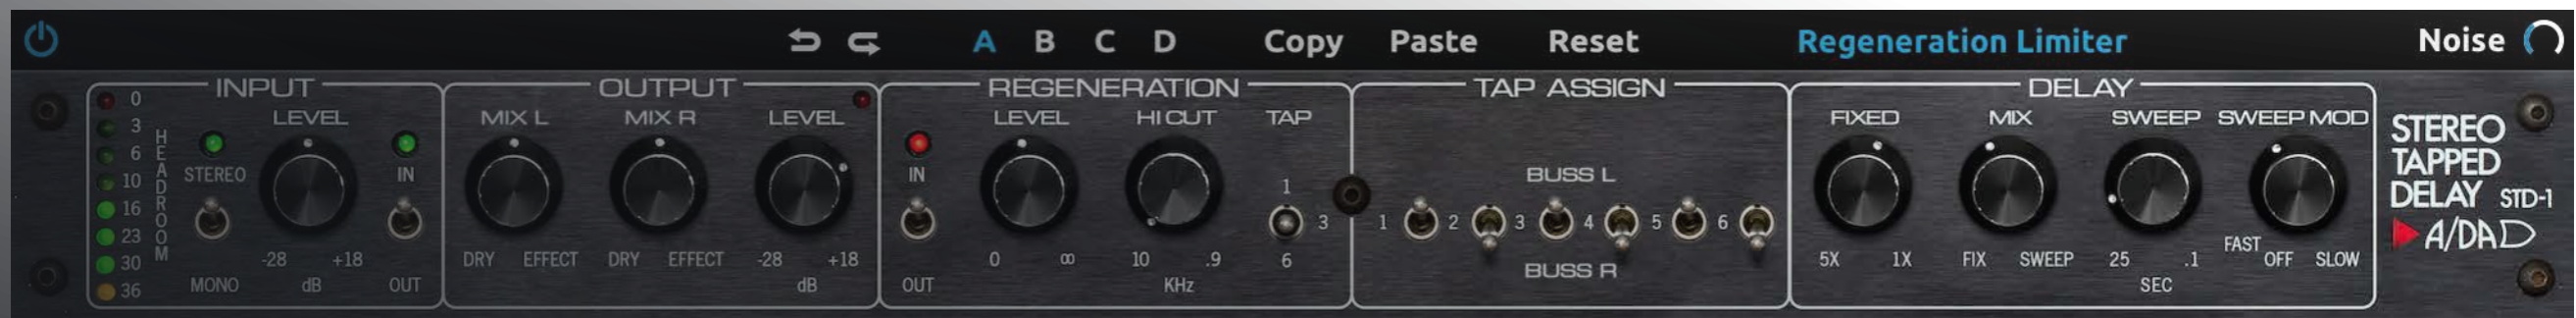 A B C D Copy Paste Reset Regeneration Limiter Noise
INPUT OUTPUT REGENERATION TAP ASSIGN DELAY
0
3
6
10
16
23
30
36
HEADROOM
STEREO
MONO
LEVEL
-28 +18
dB
IN
OUT
MIX L
DRY EFFECT
MIX R
DRY EFFECT
LEVEL
-28 +18
dB
IN
OUT
LEVEL
0 ∞
HI CUT
10 .9
KHz
TAP
1
3
6
BUSS L
1 2 3 4 5 6
BUSS R
FIXED
5X 1X
MIX
FIX SWEEP
SWEEP
25 .1
SEC
SWEEP MOD
FAST OFF SLOW
STEREO
TAPPED
DELAY STD-1
A/DA